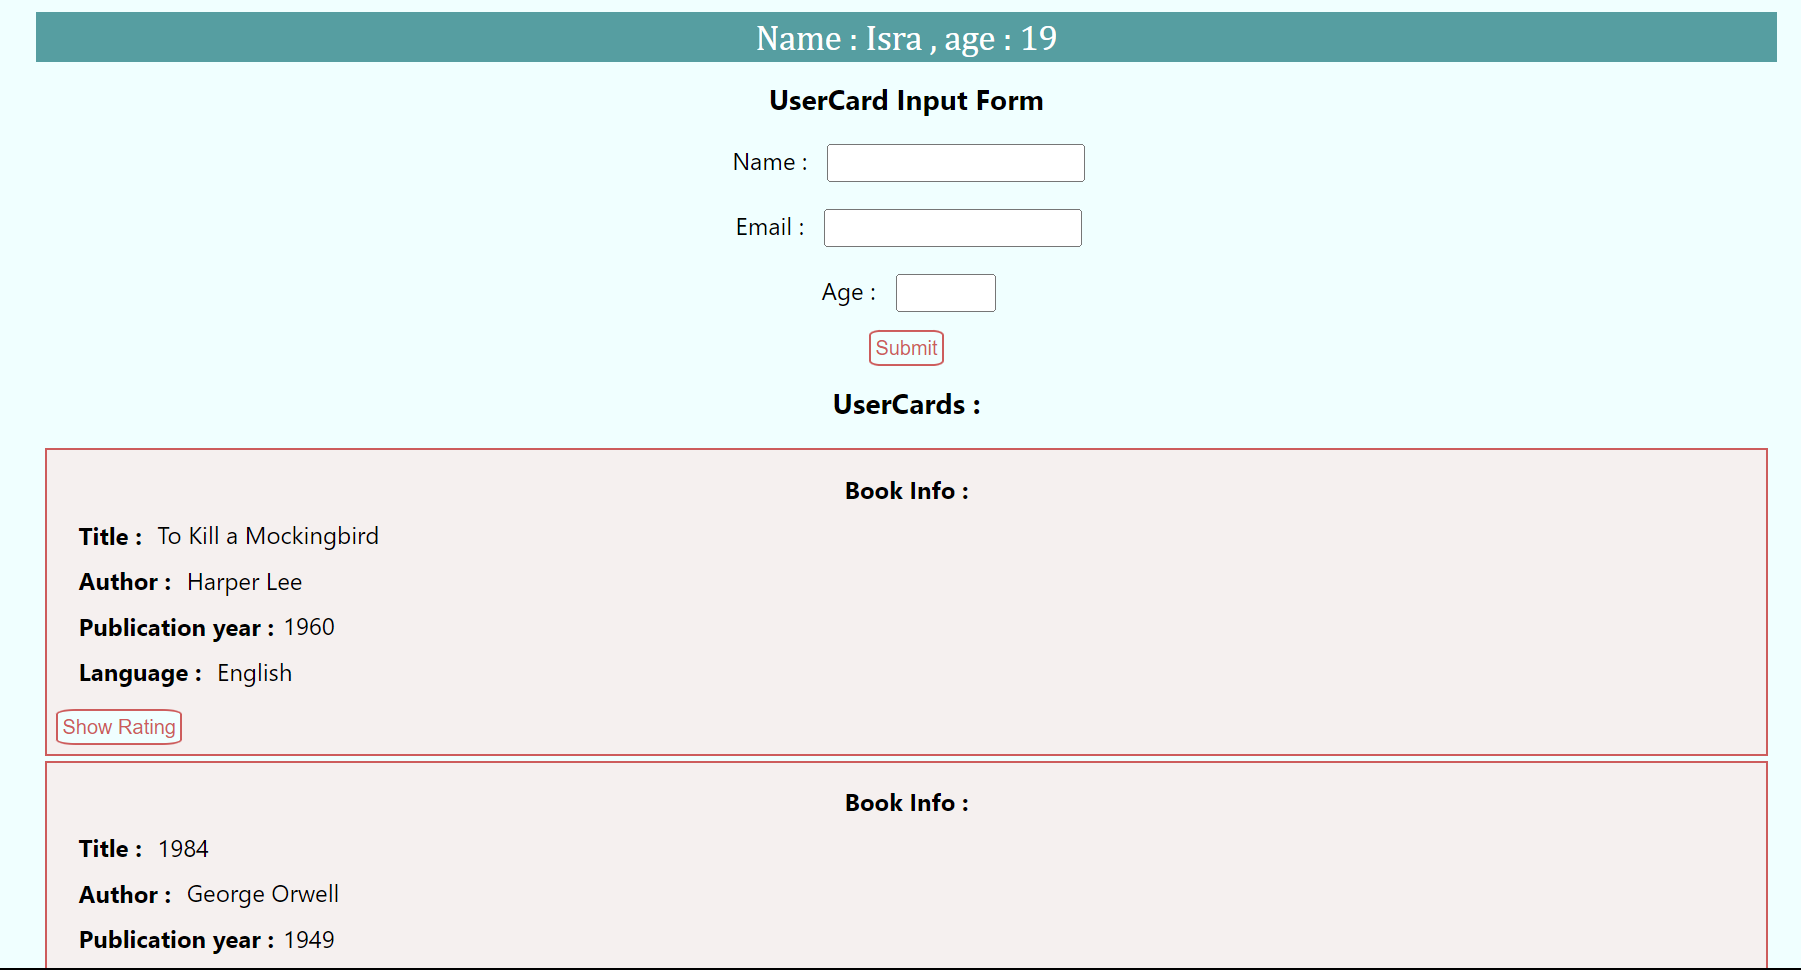 Name : Isra , age : 19
UserCard Input Form
Name :
Email :
Age :
Submit
UserCards :
Book Info :
Title : To Kill a Mockingbird
Author : Harper Lee
Publication year : 1960
Language : English
Show Rating
Book Info :
Title : 1984
Author : George Orwell
Publication year : 1949